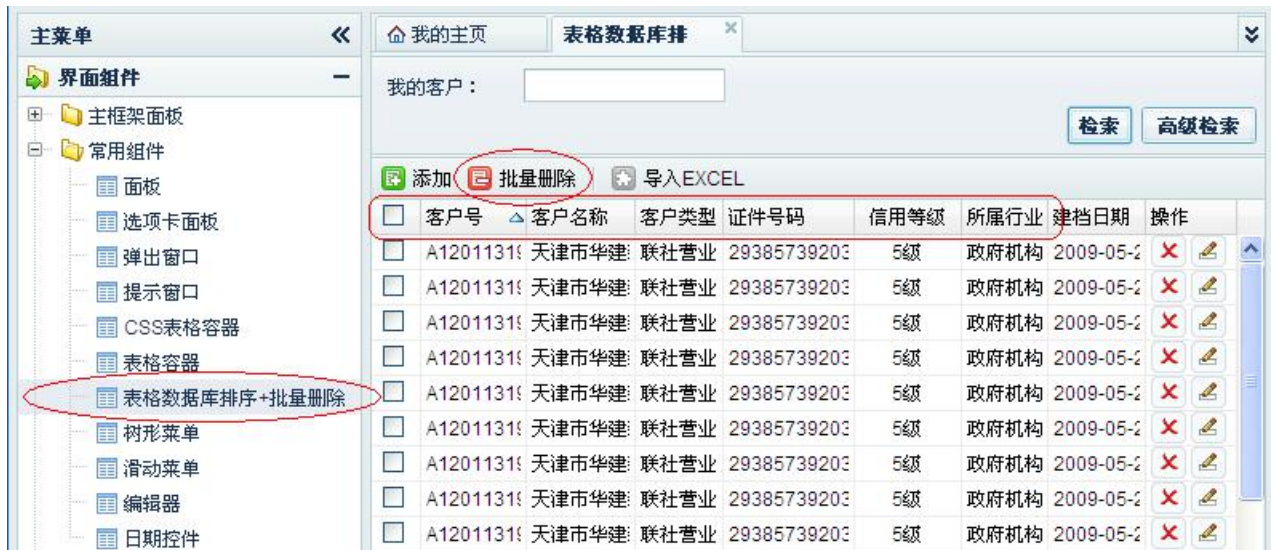 主菜单
界面组件
主框架面板
常用组件
面板
选项卡面板
弹出窗口
提示窗口
CSS表格容器
表格容器
表格数据库排序+批量删除
树形菜单
滑动菜单
编辑器
日期控件
我的主页 表格数据库排
我的客户：
检索 高级检索
添加 批量删除 导入EXCEL
客户号 客户名称 客户类型 证件号码 信用等级 所属行业 建档日期 操作
A12011319 天津市华建 联社营业 29385739203 5级 政府机构 2009-05-2
A12011319 天津市华建 联社营业 29385739203 5级 政府机构 2009-05-2
A12011319 天津市华建 联社营业 29385739203 5级 政府机构 2009-05-2
A12011319 天津市华建 联社营业 29385739203 5级 政府机构 2009-05-2
A12011319 天津市华建 联社营业 29385739203 5级 政府机构 2009-05-2
A12011319 天津市华建 联社营业 29385739203 5级 政府机构 2009-05-2
A12011319 天津市华建 联社营业 29385739203 5级 政府机构 2009-05-2
A12011319 天津市华建 联社营业 29385739203 5级 政府机构 2009-05-2
A12011319 天津市华建 联社营业 29385739203 5级 政府机构 2009-05-2